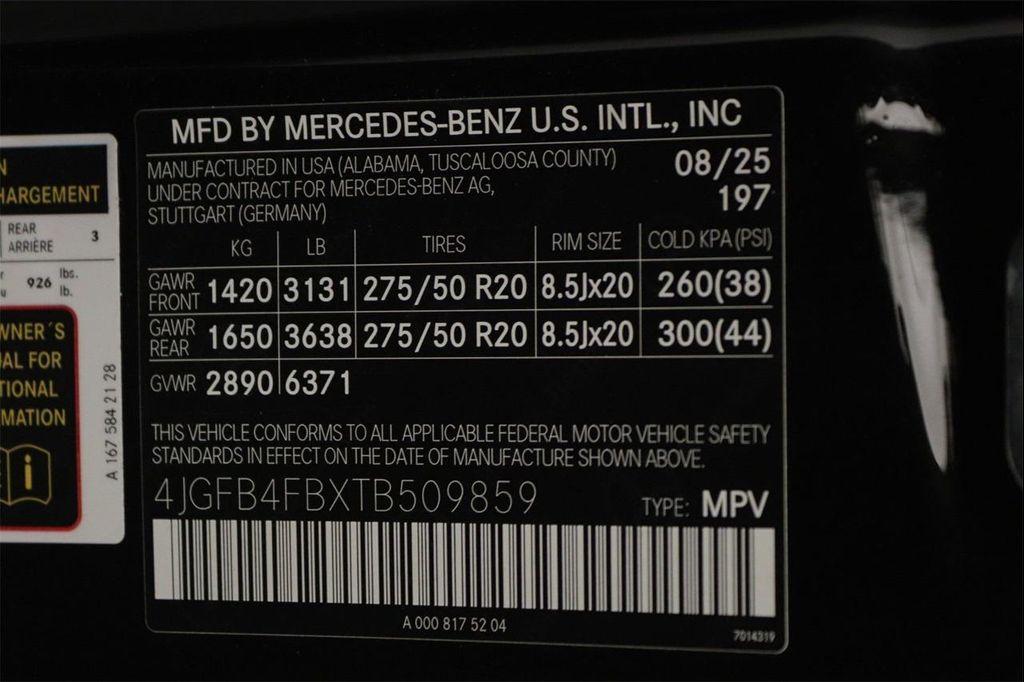 N
HARGEMENT
REAR
ARRIÈRE
3
926 lbs.
lb.
WNER´S
UAL FOR
TIONAL
MATION
A 167 584 21 28
MFD BY MERCEDES-BENZ U.S. INTL., INC
MANUFACTURED IN USA (ALABAMA, TUSCALOOSA COUNTY) 08/25
UNDER CONTRACT FOR MERCEDES-BENZ AG, 197
STUTTGART (GERMANY)
KG LB TIRES RIM SIZE COLD KPA (PSI)
GAWR FRONT 1420 3131 275/50 R20 8.5Jx20 260(38)
GAWR REAR 1650 3638 275/50 R20 8.5Jx20 300(44)
GVWR 2890 6371
THIS VEHICLE CONFORMS TO ALL APPLICABLE FEDERAL MOTOR VEHICLE SAFETY
STANDARDS IN EFFECT ON THE DATE OF MANUFACTURE SHOWN ABOVE.
4JGFB4FBXTB509859 TYPE: MPV
A 000 817 52 04
7014319